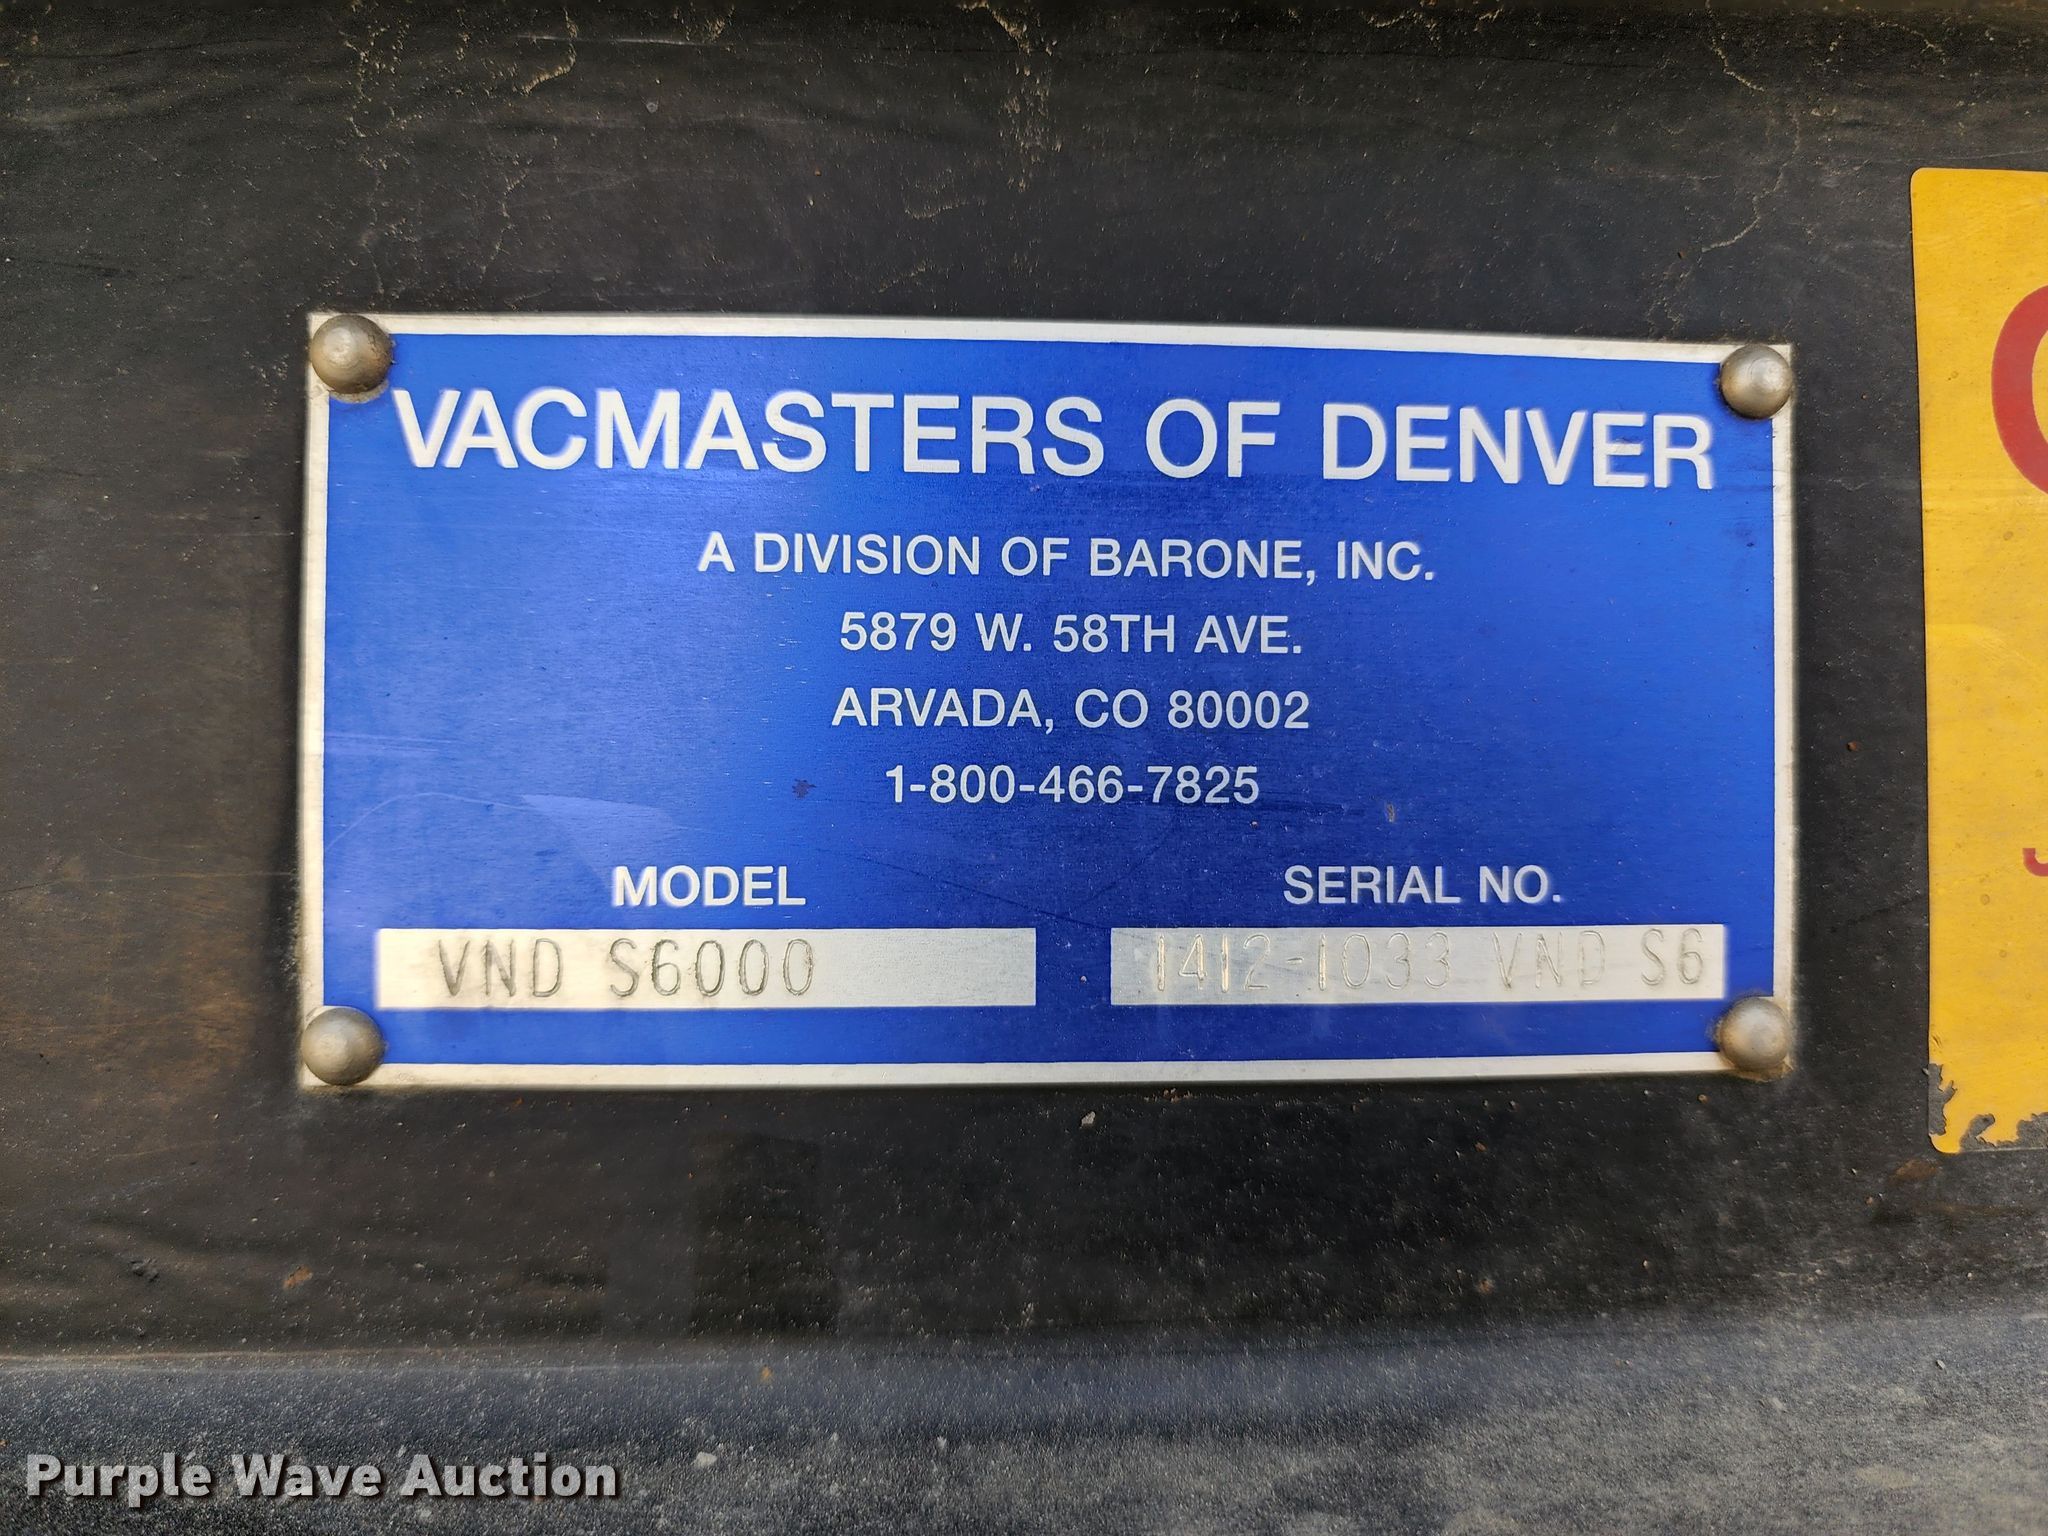 VACMASTERS OF DENVER
A DIVISION OF BARONE, INC.
5879 W. 58TH AVE.
ARVADA, CO 80002
1-800-466-7825
MODEL SERIAL NO.
VND S6000 1412-1033 VND S6
Purple Wave Auction